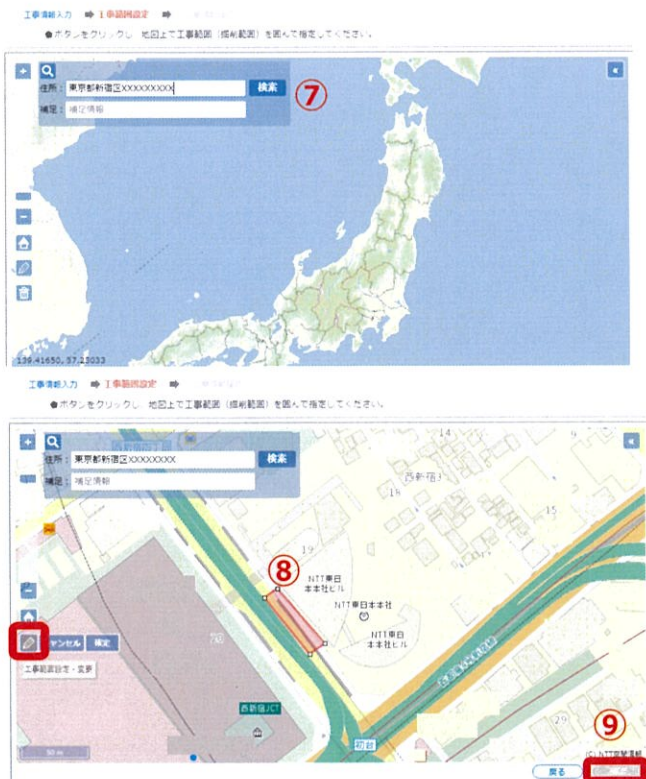 工事情報入力 ➡ 工事範囲設定 ➡
●ボタンをクリックし 地図上で工事範囲（掘削範囲）を囲んで指定してください。
住所： 東京都新宿区XXXXXXXXX 検索
⑦
補足： 補足情報
工事情報入力 ➡ 工事範囲設定 ➡
●ボタンをクリックし 地図上で工事範囲（掘削範囲）を囲んで指定してください。
住所： 東京都新宿区XXXXXXXX 検索
補足： 補足情報
14
9
西新宿3
18
15
19
⑧
NTT東日
本本社ビル
NTT東日本本社
NTT東日
本本社ビル
キャンセル 確定
工事範囲設定・変更
西新宿JCT
初台
29
⑨
50 m
(C) NTT空間情報
戻る